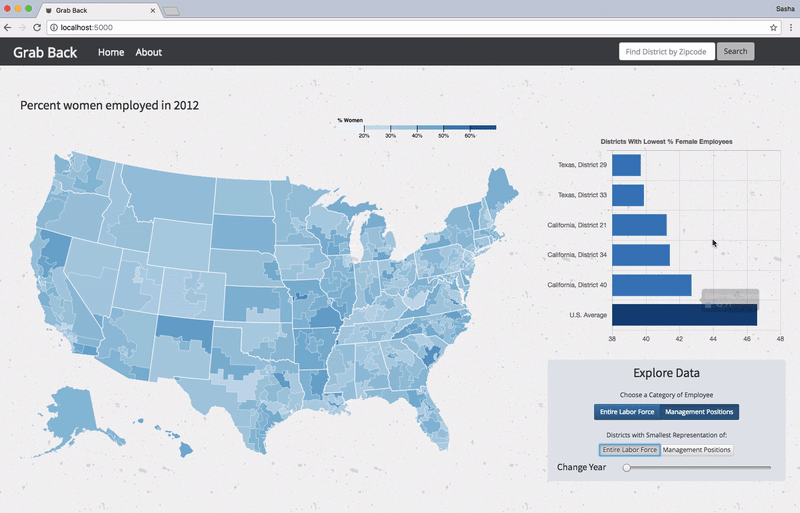 Grab Back
Sasha
localhost:5000
Grab Back
Home
About
Find District by Zipcode
Search
Percent women employed in 2012
% Women
20%
30%
40%
50%
60%
Districts With Lowest % Female Employees
Texas, District 29
Texas, District 33
California, District 21
California, District 34
California, District 40
U.S. Average
38
40
42
44
46
48
Explore Data
Choose a Category of Employee
Entire Labor Force
Management Positions
Districts with Smallest Representation of:
Entire Labor Force
Management Positions
Change Year